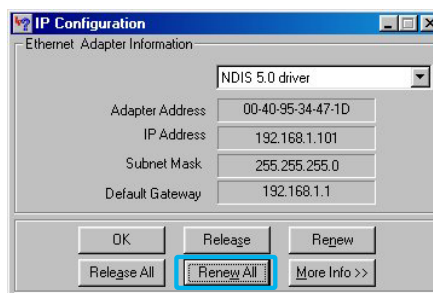 IP Configuration
Ethernet Adapter Information
NDIS 5.0 driver
Adapter Address 00-40-95-34-47-1D
IP Address 192.168.1.101
Subnet Mask 255.255.255.0
Default Gateway 192.168.1.1
OK Release Renew
Release All Renew All More Info >>